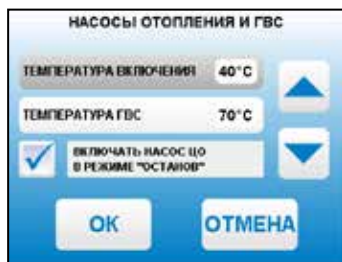 НАСОСЫ ОТОПЛЕНИЯ И ГВС
ТЕМПЕРАТУРА ВКЛЮЧЕНИЯ 40°C
ТЕМПЕРАТУРА ГВС 70°C
ВКЛЮЧАТЬ НАСОС ЦО
В РЕЖИМЕ "ОСТАНОВ"
ОК ОТМЕНА